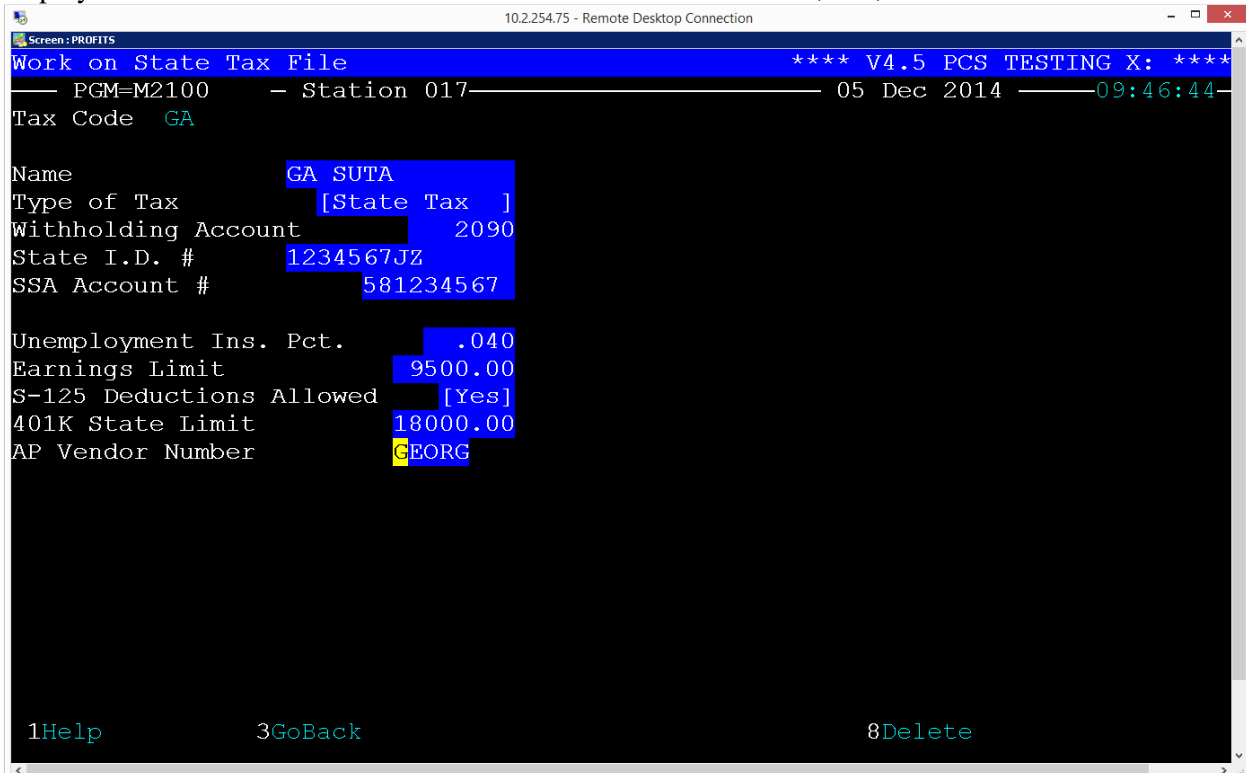 10.2.254.75 - Remote Desktop Connection
Screen : PROFITS
Work on State Tax File **** V4.5 PCS TESTING X: ****
PGM=M2100 - Station 017 05 Dec 2014 09:46:44
Tax Code GA
Name GA SUTA
Type of Tax [State Tax ]
Withholding Account 2090
State I.D. # 1234567JZ
SSA Account # 581234567
Unemployment Ins. Pct. .040
Earnings Limit 9500.00
S-125 Deductions Allowed [Yes]
401K State Limit 18000.00
AP Vendor Number GEORG
1Help 3GoBack 8Delete